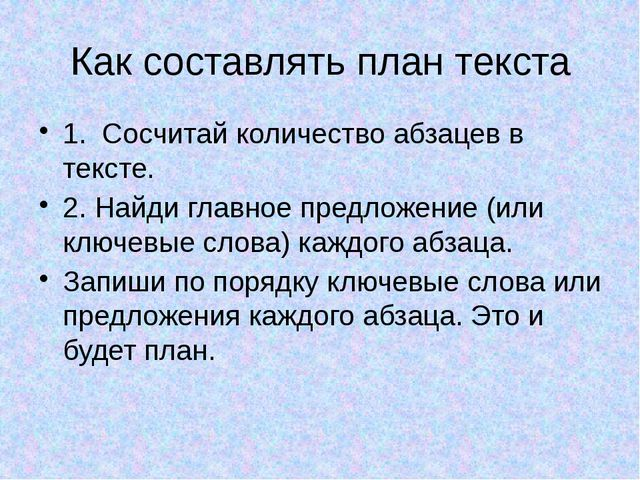 Как составлять план текста
• 1. Сосчитай количество абзацев в
тексте.
• 2. Найди главное предложение (или
ключевые слова) каждого абзаца.
• Запиши по порядку ключевые слова или
предложения каждого абзаца. Это и
будет план.